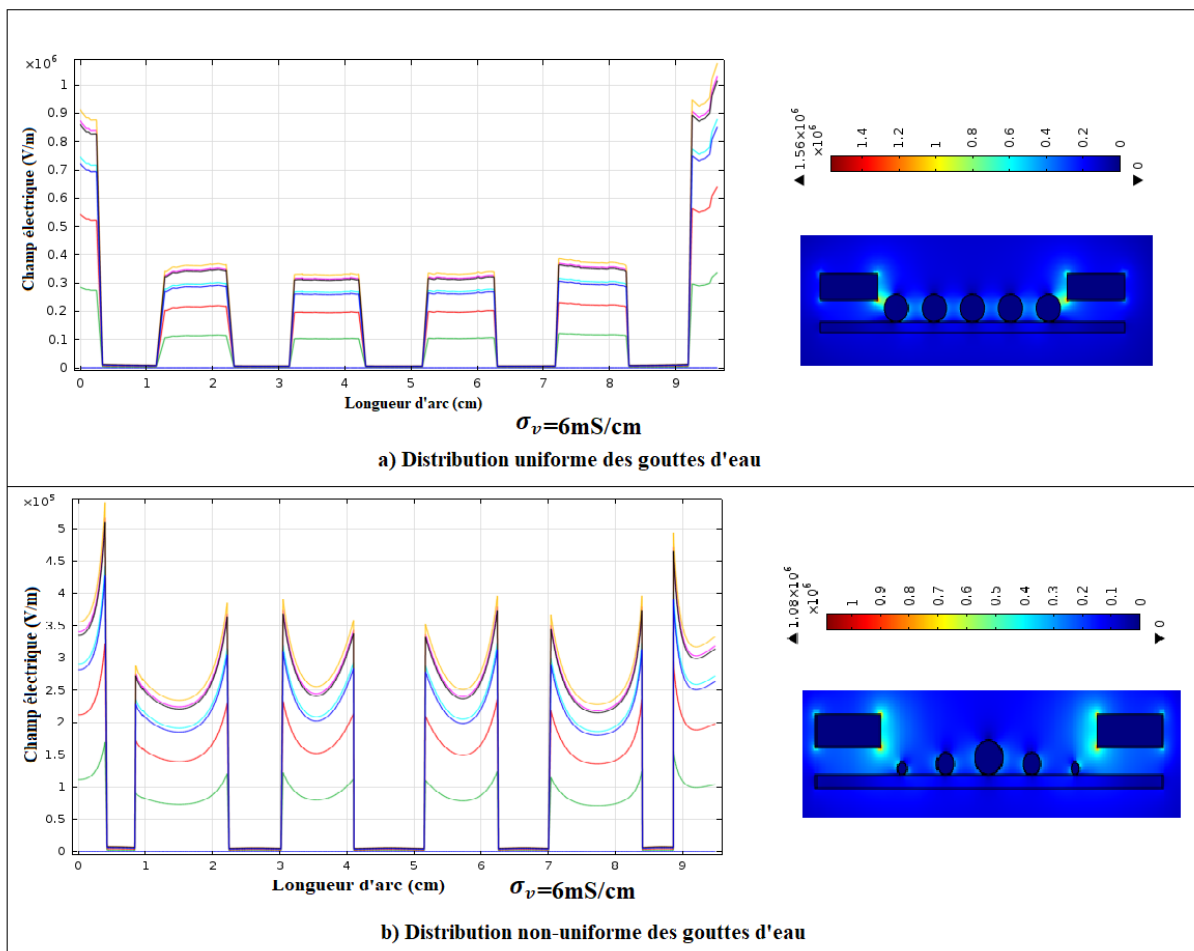 ×10⁶
1
0.9
0.8
0.7
0.6
0.5
0.4
0.3
0.2
0.1
0
Champ électrique (V/m)
0 1 2 3 4 5 6 7 8 9
Longueur d'arc (cm)
σᵥ=6mS/cm
a) Distribution uniforme des gouttes d'eau
▲ 1.56×10⁶
×10⁶
1.4 1.2 1 0.8 0.6 0.4 0.2 0
▼ 0
×10⁵
5
4.5
4
3.5
3
2.5
2
1.5
1
0.5
0
Champ électrique (V/m)
0 1 2 3 4 5 6 7 8 9
Longueur d'arc (cm)
σᵥ=6mS/cm
b) Distribution non-uniforme des gouttes d'eau
▲ 1.08×10⁶
×10⁶
1 0.9 0.8 0.7 0.6 0.5 0.4 0.3 0.2 0.1 0
▼ 0